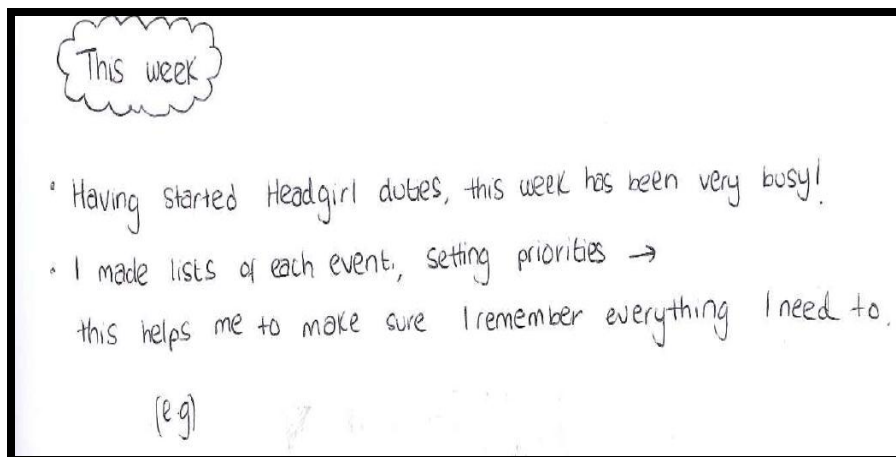 This week
• Having started Headgirl duties, this week has been very busy!
• I made lists of each event, setting priorities →
this helps me to make sure I remember everything I need to.
(e.g)